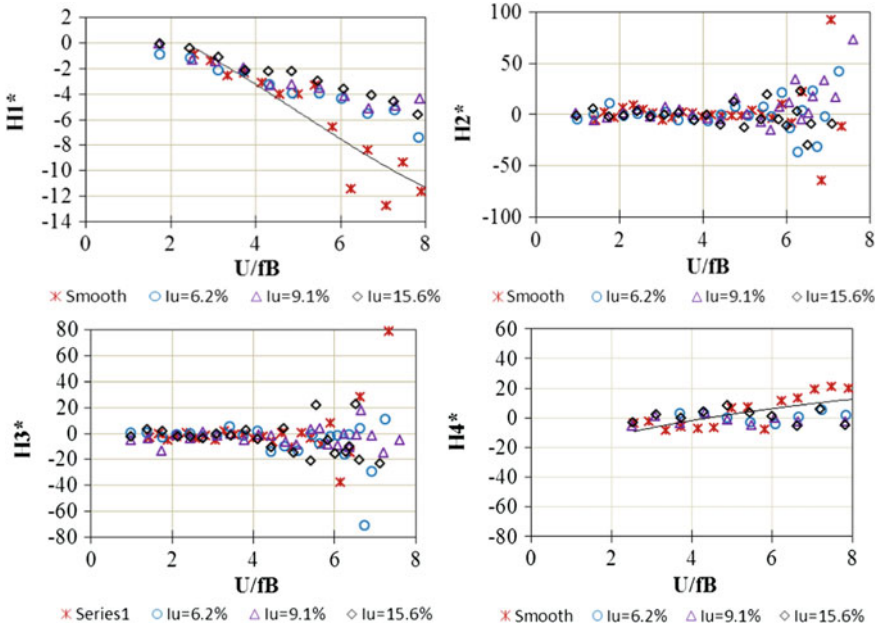 2
0
-2
-4
-6
-8
-10
-12
-14
H1*
0 2 4 6 8
U/fB
Smooth Iu=6.2% Iu=9.1% Iu=15.6%
100
50
0
-50
-100
H2*
0 2 4 6 8
U/fB
Smooth Iu=6.2% Iu=9.1% Iu=15.6%
80
60
40
20
0
-20
-40
-60
-80
H3*
0 2 4 6 8
U/fB
Series1 Iu=6.2% Iu=9.1% Iu=15.6%
60
40
20
0
-20
-40
-60
-80
H4*
0 2 4 6 8
U/fB
Smooth Iu=6.2% Iu=9.1% Iu=15.6%